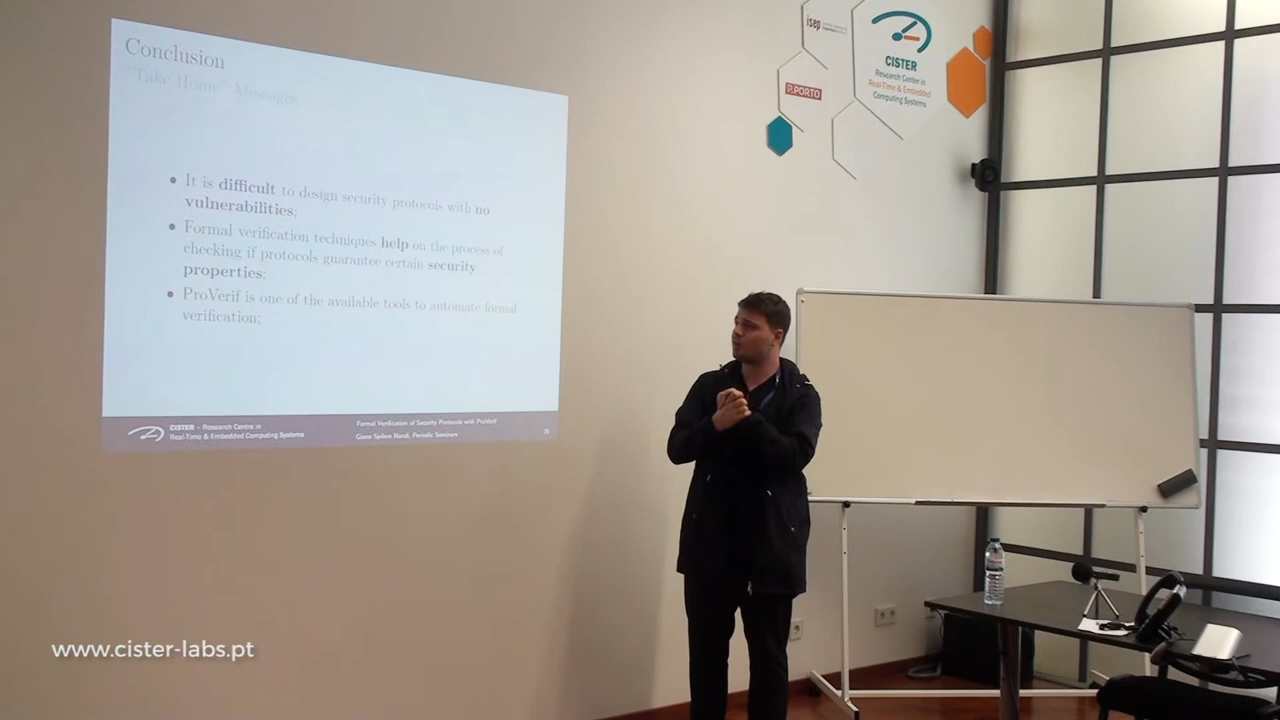 Conclusion
"Take Home" Messages
It is difficult to design security protocols with no
vulnerabilities;
Formal verification techniques help on the process of
checking if protocols guarantee certain security
properties;
ProVerif is one of the available tools to automate formal
verification;
CISTER – Research Centre in
Real-Time & Embedded Computing Systems
Formal Verification of Security Protocols with ProVerif
Periodic Seminars
isep
P.PORTO
CISTER
Research Center in
Real-Time & Embedded
Computing Systems
www.cister-labs.pt